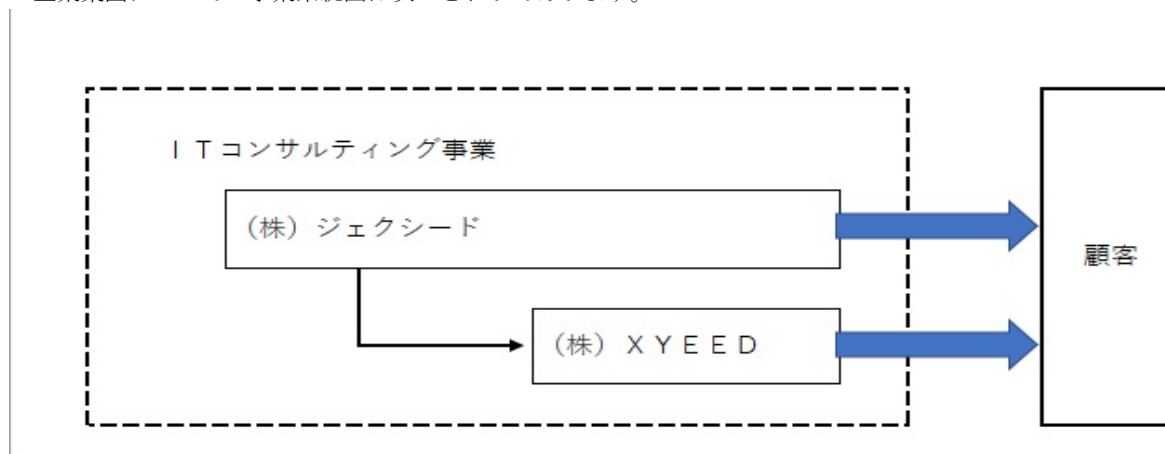 ＩＴコンサルティング事業
（株）ジェクシード
顧客
（株）ＸＹＥＥＤ